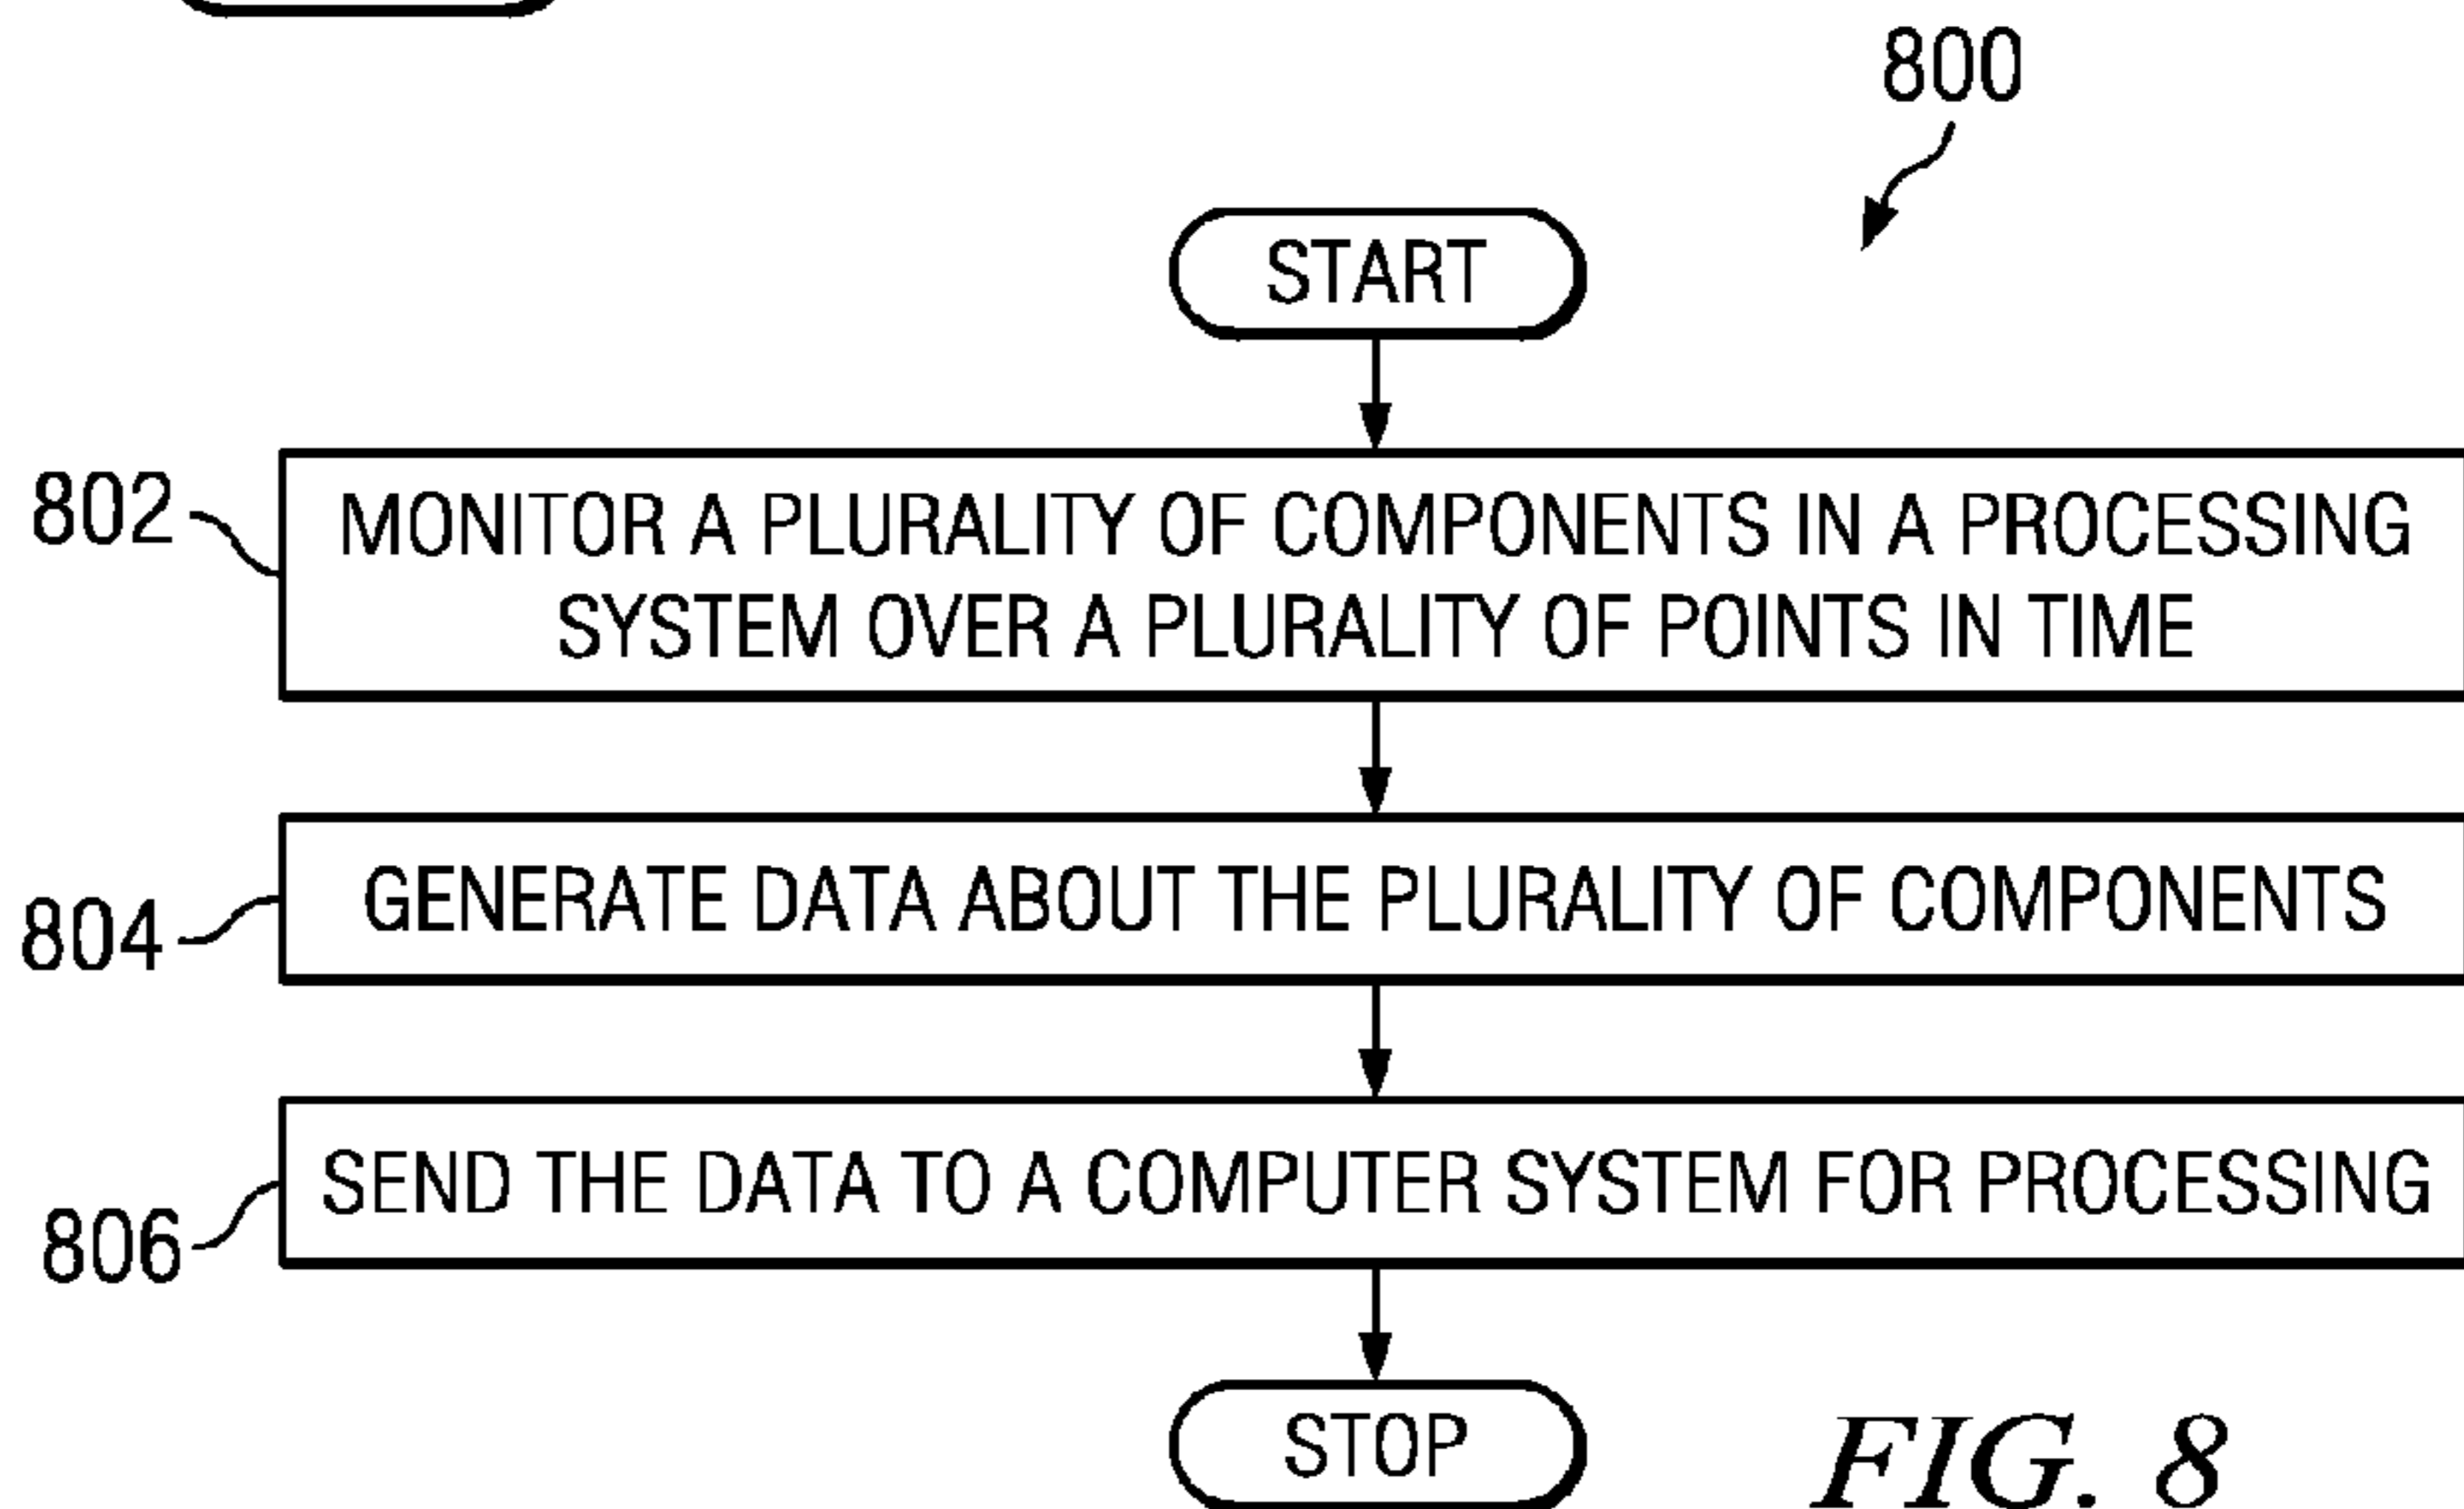 800
START
802
MONITOR A PLURALITY OF COMPONENTS IN A PROCESSING
SYSTEM OVER A PLURALITY OF POINTS IN TIME
804
GENERATE DATA ABOUT THE PLURALITY OF COMPONENTS
806
SEND THE DATA TO A COMPUTER SYSTEM FOR PROCESSING
STOP
FIG. 8